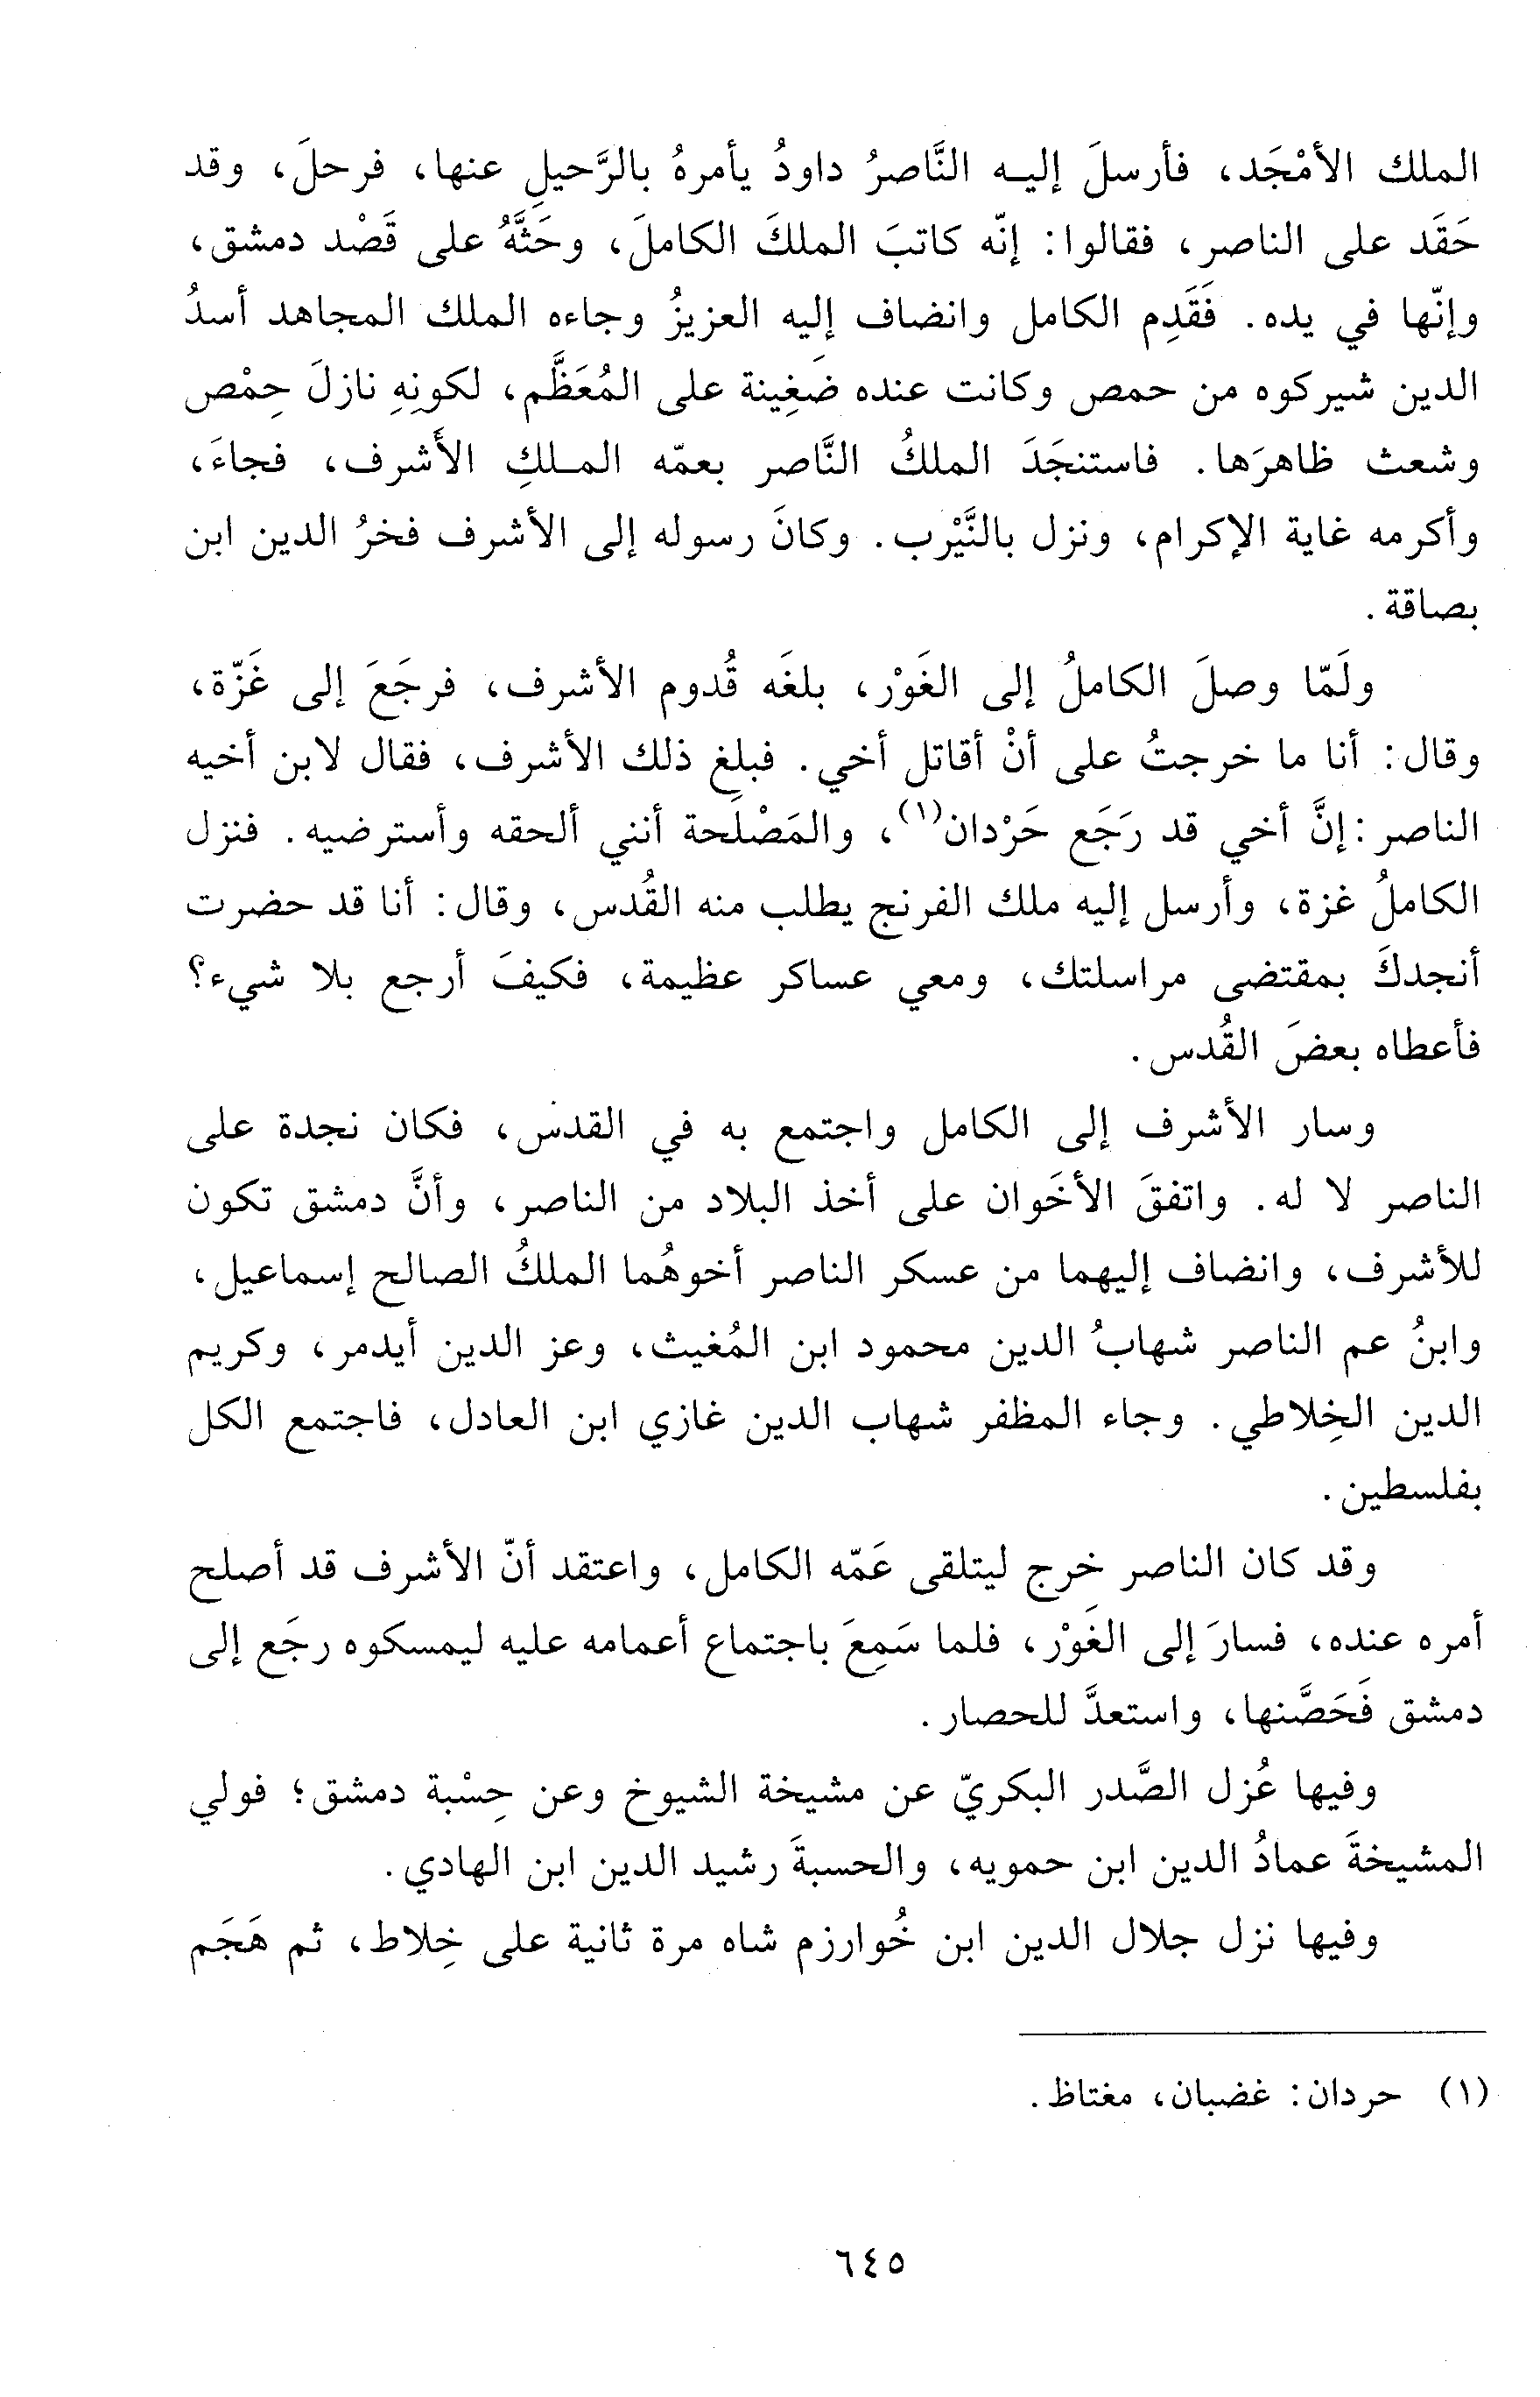 الملك الأمْجَد، فأرسلَ إليه النَّاصرُ داودُ يأمرهُ بالرَّحيلِ عنها، فرحلَ، وقد
حَقَد على الناصر، فقالوا: إنّه كاتبَ الملكَ الكاملَ، وحَثَّهُ على قَصْد دمشق،
وإنّها في يده. فَقَدِم الكامل وانضاف إليه العزيزُ وجاءه الملك المجاهد أسدُ
الدين شيركوه من حمص وكانت عنده ضَغِينة على المُعَظَّم، لكونِهِ نازلَ حِمْص
وشعث ظاهرَها. فاستنجَدَ الملكُ النَّاصر بعمّه الملكِ الأشرف، فجاءَ،
وأكرمه غاية الإكرام، ونزل بالنَّيْرب. وكانَ رسوله إلى الأشرف فخرُ الدين ابن
بصاقة.
ولَمّا وصلَ الكاملُ إلى الغَوْر، بلغَه قُدوم الأشرف، فرجَعَ إلى غَزّة،
وقال: أنا ما خرجتُ على أنْ أقاتل أخي. فبلغ ذلك الأشرف، فقال لابن أخيه
الناصر: إنَّ أخي قد رَجَع حَرْدان(١)، والمَصْلَحة أنني ألحقه وأسترضيه. فنزل
الكاملُ غزة، وأرسل إليه ملك الفرنج يطلب منه القُدس، وقال: أنا قد حضرت
أنجدكَ بمقتضى مراسلتك، ومعي عساكر عظيمة، فكيفَ أرجع بلا شيء؟
فأعطاه بعضَ القُدس.
وسار الأشرف إلى الكامل واجتمع به في القدس، فكان نجدة على
الناصر لا له. واتفقَ الأخَوان على أخذ البلاد من الناصر، وأنَّ دمشق تكون
للأشرف، وانضاف إليهما من عسكر الناصر أخوهُما الملكُ الصالح إسماعيل،
وابنُ عم الناصر شهابُ الدين محمود ابن المُغيث، وعز الدين أيدمر، وكريم
الدين الخِلاطي. وجاء المظفر شهاب الدين غازي ابن العادل، فاجتمع الكل
بفلسطين.
وقد كان الناصر خرج ليتلقى عَمّه الكامل، واعتقد أنّ الأشرف قد أصلح
أمره عنده، فسارَ إلى الغَوْر، فلما سَمِعَ باجتماع أعمامه عليه ليمسكوه رجَع إلى
دمشق فَحَصَّنها، واستعدَّ للحصار.
وفيها عُزل الصَّدر البكريّ عن مشيخة الشيوخ وعن حِسْبة دمشق؛ فولي
المشيخةَ عمادُ الدين ابن حمويه، والحسبةَ رشيد الدين ابن الهادي.
وفيها نزل جلال الدين ابن خُوارزم شاه مرة ثانية على خِلاط، ثم هَجَم
(١) حردان: غضبان، مغتاظ.
٦٤٥